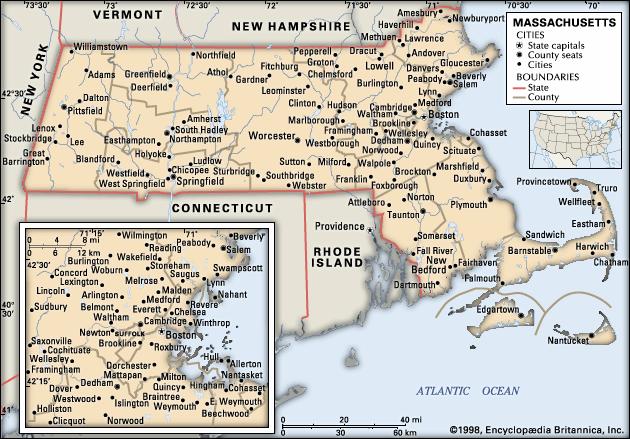 VERMONT
NEW HAMPSHIRE
NEW YORK
CONNECTICUT
RHODE ISLAND
Providence
ATLANTIC OCEAN
MASSACHUSETTS
CITIES
State capitals
County seats
Cities
BOUNDARIES
State
County
73°30'
73°
72°30'
72°
71°30'
71°
70°30'
70°
42°30'
42°
Amesbury
Newburyport
Haverhill
Methuen
Lawrence
Williamstown
Northfield
Pepperell
Dracut
Andover
Adams
Greenfield
Athol
Fitchburg
Groton
Lowell
Danvers
Gloucester
Deerfield
Gardner
Chelmsford
Peabody
Beverly
Leominster
Burlington
Salem
Dalton
Lynn
Pittsfield
Clinton
Hudson
Cambridge
Medford
Amherst
Marlborough
Waltham
Boston
Lenox
South Hadley
Framingham
Brookline
Stockbridge
Lee
Easthampton
Northampton
Worcester
Westborough
Wellesley
Cohasset
Great Barrington
Holyoke
Dedham
Quincy
Blandford
Ludlow
Sutton
Milford
Norwood
Walpole
Scituate
Westfield
Chicopee
Sturbridge
Brockton
Marshfield
West Springfield
Springfield
Southbridge
Franklin
Foxborough
Duxbury
Webster
Attleboro
Norton
Plymouth
Taunton
Provincetown
Truro
Wellfleet
Somerset
Sandwich
Eastham
Fall River
Barnstable
Harwich
New Bedford
Fairhaven
Falmouth
Chatham
Dartmouth
Edgartown
Nantucket
71°15'
71°
0 4 8 mi
0 6 12 km
42°30'
42°15'
Wilmington
Peabody
Beverly
Reading
Salem
Burlington
Wakefield
Concord
Woburn
Stoneham
Swampscott
Lexington
Melrose
Saugus
Lynn
Lincoln
Arlington
Malden
Nahant
Medford
Revere
Sudbury
Belmont
Everett
Chelsea
Waltham
Cambridge
Winthrop
Newton
SUFFOLK
Boston
Saxonville
Brookline
Roxbury
Cochituate
Hull
Wellesley
Dorchester
Allerton
Framingham
Mattapan
Nantasket
Dover
Dedham
Milton
Quincy
Hingham
Cohasset
Westwood
Braintree
Holliston
Islington
E. Weymouth
Weymouth
Beechwood
Clicquot
Norwood
0 20 40 mi
0 30 60 km
©1998, Encyclopædia Britannica, Inc.